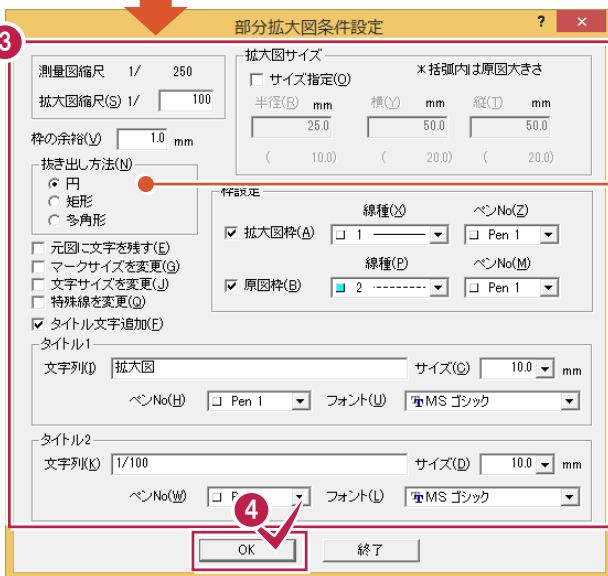 部分拡大図条件設定 ? ×
3
測量図縮尺 1/ 250
拡大図縮尺(S) 1/ 100
拡大図サイズ
サイズ指定(O) *括弧内は原図大きさ
半径(R) mm 横(Y) mm 縦(T) mm
25.0 50.0 50.0
( 10.0) ( 20.0) ( 20.0)
枠の余裕(V) 1.0 mm
抜き出し方法(N)
円
矩形
多角形
枠設定
線種(X) ペンNo(Z)
拡大図枠(A) 1 Pen 1
線種(P) ペンNo(M)
原図枠(B) 2 Pen 1
元図に文字を残す(E)
マークサイズを変更(G)
文字サイズを変更(J)
特殊線を変更(Q)
タイトル文字追加(F)
タイトル1
文字列(I) 拡大図 サイズ(C) 10.0 mm
ペンNo(H) Pen 1 フォント(U) MS ゴシック
タイトル2
文字列(K) 1/100 サイズ(D) 10.0 mm
ペンNo(W) フォント(L) MS ゴシック
4
OK 終了